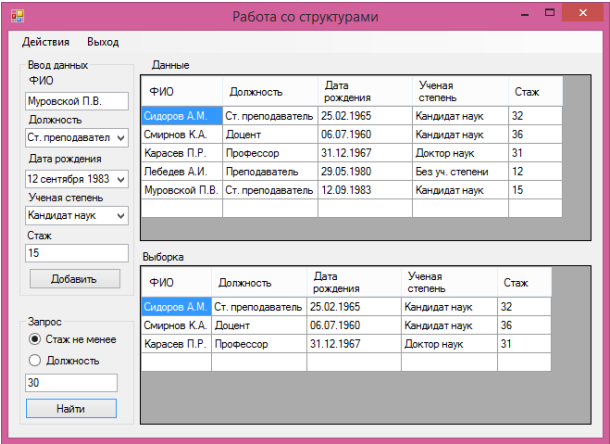 Работа со структурами
Действия Выход
Ввод данных
ФИО
Муровской П.В.
Должность
Ст. преподавател
Дата рождения
12 сентября 1983
Ученая степень
Кандидат наук
Стаж
15
Добавить
Запрос
Стаж не менее
Должность
30
Найти
Данные
ФИО Должность Дата рождения Ученая степень Стаж
Сидоров А.М. Ст. преподаватель 25.02.1965 Кандидат наук 32
Смирнов К.А. Доцент 06.07.1960 Кандидат наук 36
Карасев П.Р. Профессор 31.12.1967 Доктор наук 31
Лебедев А.И. Преподаватель 29.05.1980 Без уч. степени 12
Муровской П.В. Ст. преподаватель 12.09.1983 Кандидат наук 15
Выборка
ФИО Должность Дата рождения Ученая степень Стаж
Сидоров А.М. Ст. преподаватель 25.02.1965 Кандидат наук 32
Смирнов К.А. Доцент 06.07.1960 Кандидат наук 36
Карасев П.Р. Профессор 31.12.1967 Доктор наук 31